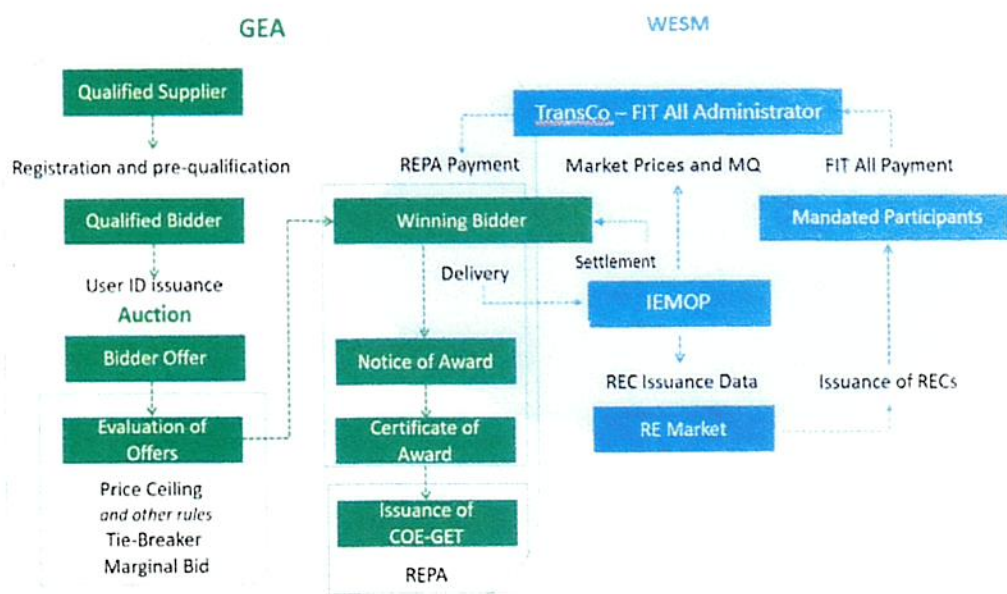 GEA
WESM
Qualified Supplier
Registration and pre-qualification
Qualified Bidder
User ID issuance
Auction
Bidder Offer
Evaluation of
Offers
Price Ceiling
and other rules
Tie-Breaker
Marginal Bid
TransCo – FIT All Administrator
REPA Payment
Market Prices and MQ
FIT All Payment
Winning Bidder
Mandated Participants
Delivery
Settlement
IEMOP
Notice of Award
REC Issuance Data
Issuance of RECs
Certificate of
Award
RE Market
Issuance of
COE-GET
REPA